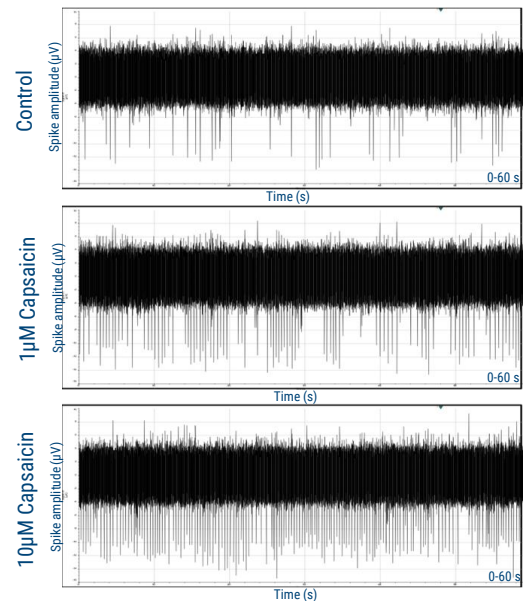 Control
Spike amplitude (µV)
0-60 s
Time (s)
1µM Capsaicin
Spike amplitude (µV)
0-60 s
Time (s)
10µM Capsaicin
Spike amplitude (µV)
0-60 s
Time (s)